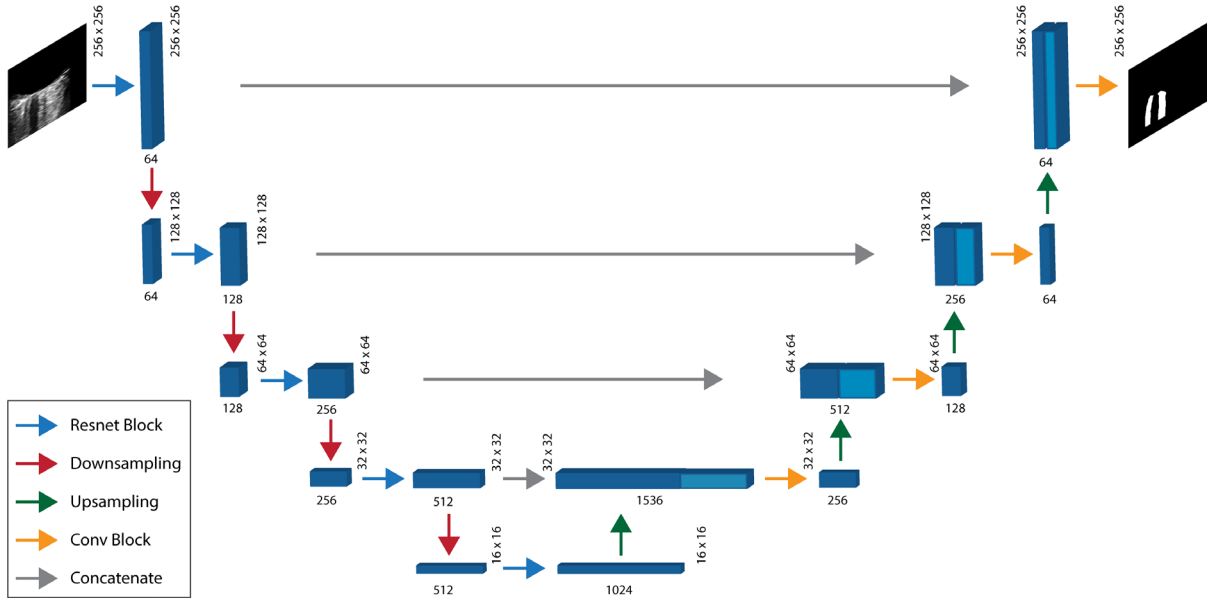 256 x 256
256 x 256
256 x 256
256 x 256
64
64
128 x 128
128 x 128
128 x 128
64
128
256
64
64 x 64
64 x 64
64 x 64
64 x 64
128
256
512
128
Resnet Block
Downsampling
Upsampling
Conv Block
Concatenate
32 x 32
32 x 32
32 x 32
32 x 32
256
512
1536
256
16 x 16
16 x 16
512
1024